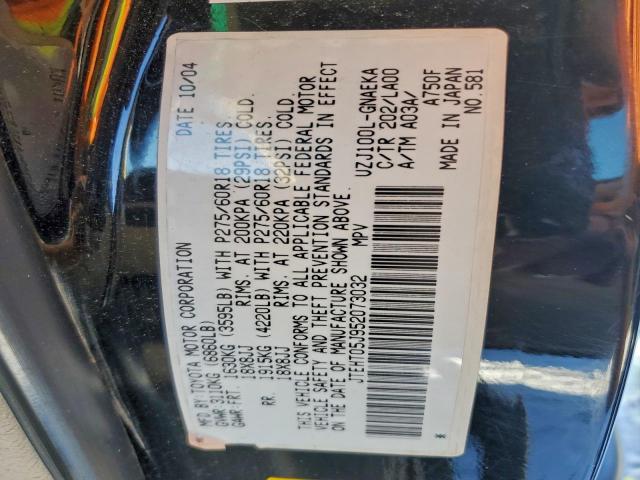 MFD. BY: TOYOTA MOTOR CORPORATION DATE 10/04
GVWR 3110KG (6860LB)
GAWR FRT 1630KG (3595LB) WITH P275/60R18 TIRES,
18X8JJ RIMS, AT 200KPA (29PSI) COLD.
RR. 1915KG (4220LB) WITH P275/60R18 TIRES,
18X8JJ RIMS, AT 220KPA (32PSI) COLD.
THIS VEHICLE CONFORMS TO ALL APPLICABLE FEDERAL MOTOR
VEHICLE SAFETY AND THEFT PREVENTION STANDARDS IN EFFECT
ON THE DATE OF MANUFACTURE SHOWN ABOVE.
JTEHT05J952073032 MPV
UZJ100L-GNAEKA
C/TR 202/LA00
A/TM A03A/ A750F
MADE IN JAPAN
NO.581